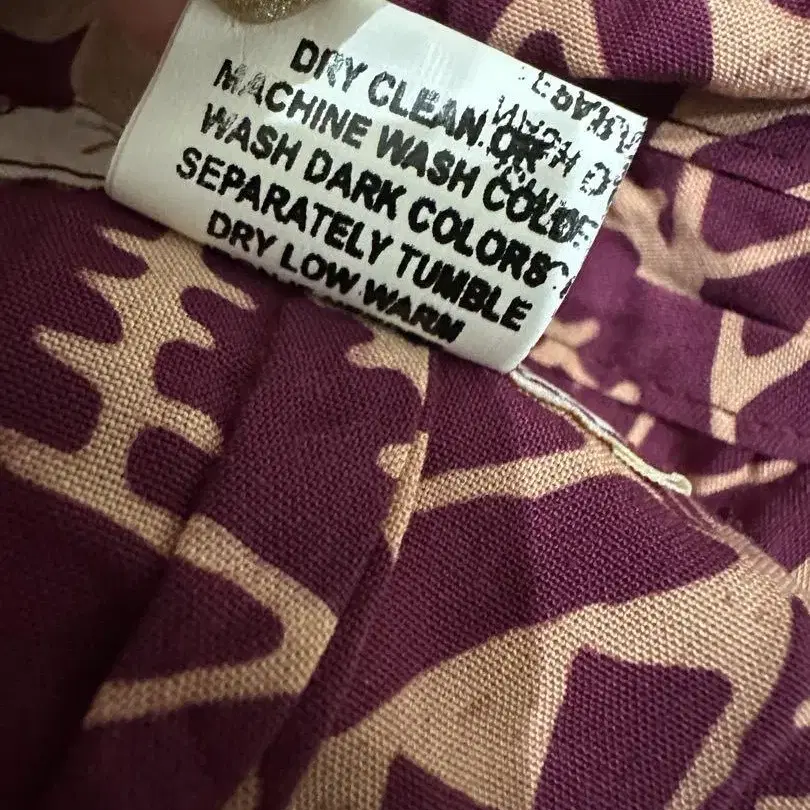 DRY CLEAN OR
MACHINE WASH COLD
WASH DARK COLORS
SEPARATELY TUMBLE
DRY LOW WARM